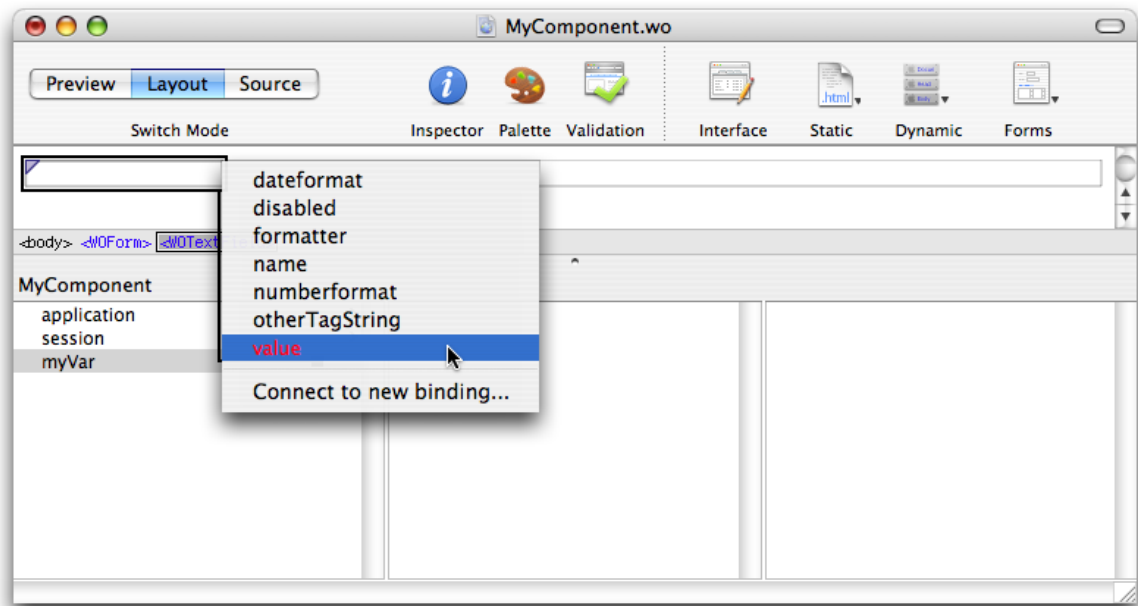 MyComponent.wo
Preview Layout Source
.html
Switch Mode Inspector Palette Validation Interface Static Dynamic Forms
<body> <WOForm> <WOText
dateformat
disabled
formatter
name
numberformat
otherTagString
value
Connect to new binding...
MyComponent
application
session
myVar